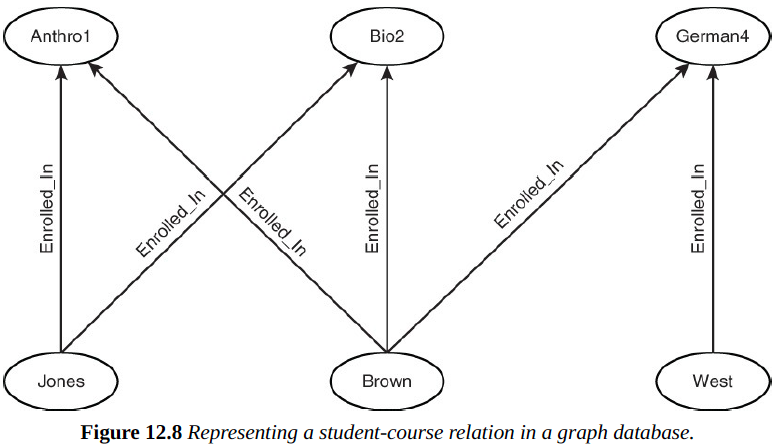 Anthro1
Bio2
German4
Enrolled_In
Enrolled_In
Enrolled_In
Enrolled_In
Enrolled_In
Enrolled_In
Jones
Brown
West
Figure 12.8 Representing a student-course relation in a graph database.